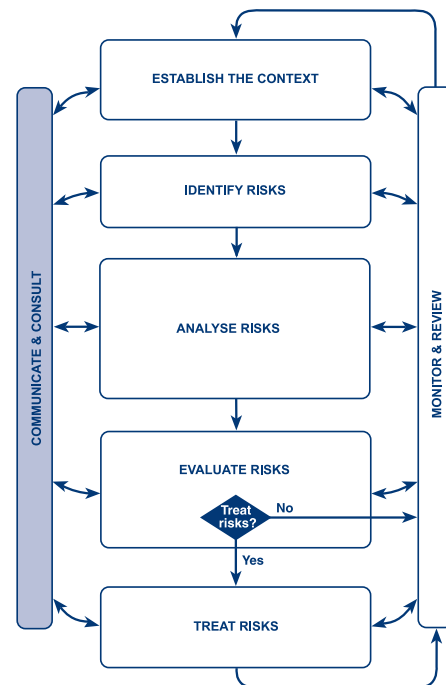 ESTABLISH THE CONTEXT
IDENTIFY RISKS
ANALYSE RISKS
EVALUATE RISKS
Treat
risks?
No
Yes
TREAT RISKS
COMMUNICATE & CONSULT
MONITOR & REVIEW